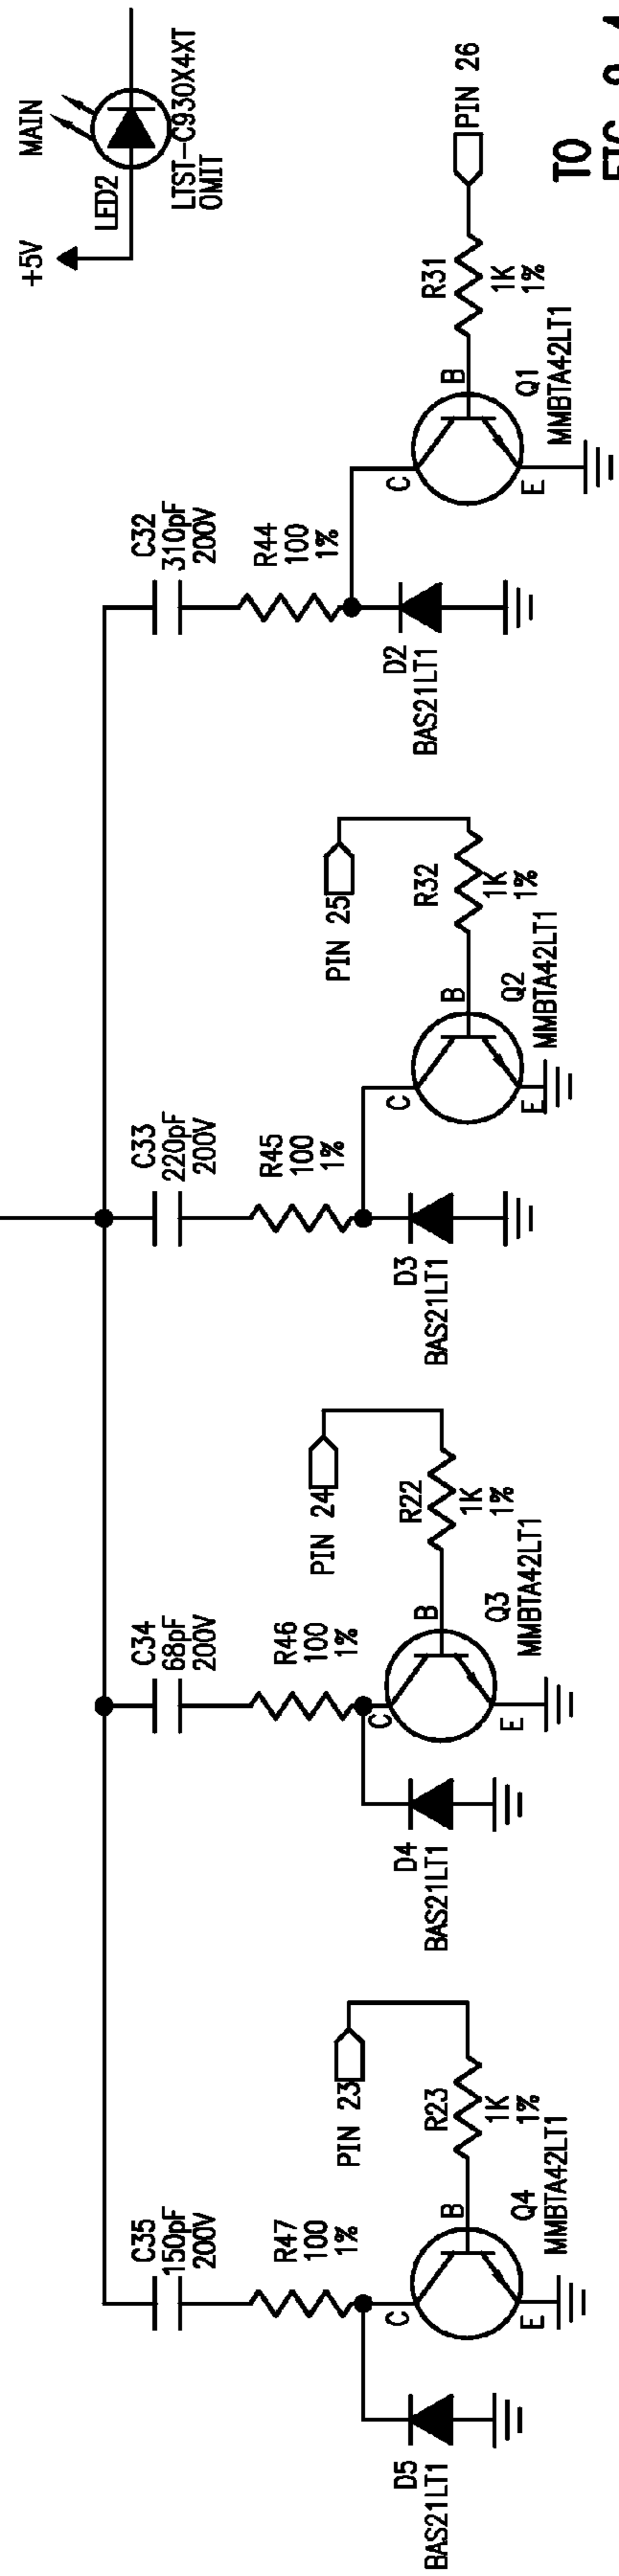 +5V
MAIN
LED2
LTST-C930X4XT
OMIT
C32
310pF
200V
R44
100
1%
D2
BAS21LT1
C
B
E
Q1
MMBTA42LT1
R31
1K
1%
PIN 26
TO
C33
220pF
200V
R45
100
1%
D3
BAS21LT1
C
B
E
Q2
MMBTA42LT1
R32
1K
1%
PIN 25
C34
68pF
200V
R46
100
1%
D4
BAS21LT1
C
B
E
Q3
MMBTA42LT1
R22
1K
1%
PIN 24
C35
150pF
200V
R47
100
1%
D5
BAS21LT1
C
B
E
Q4
MMBTA42LT1
R23
1K
1%
PIN 23